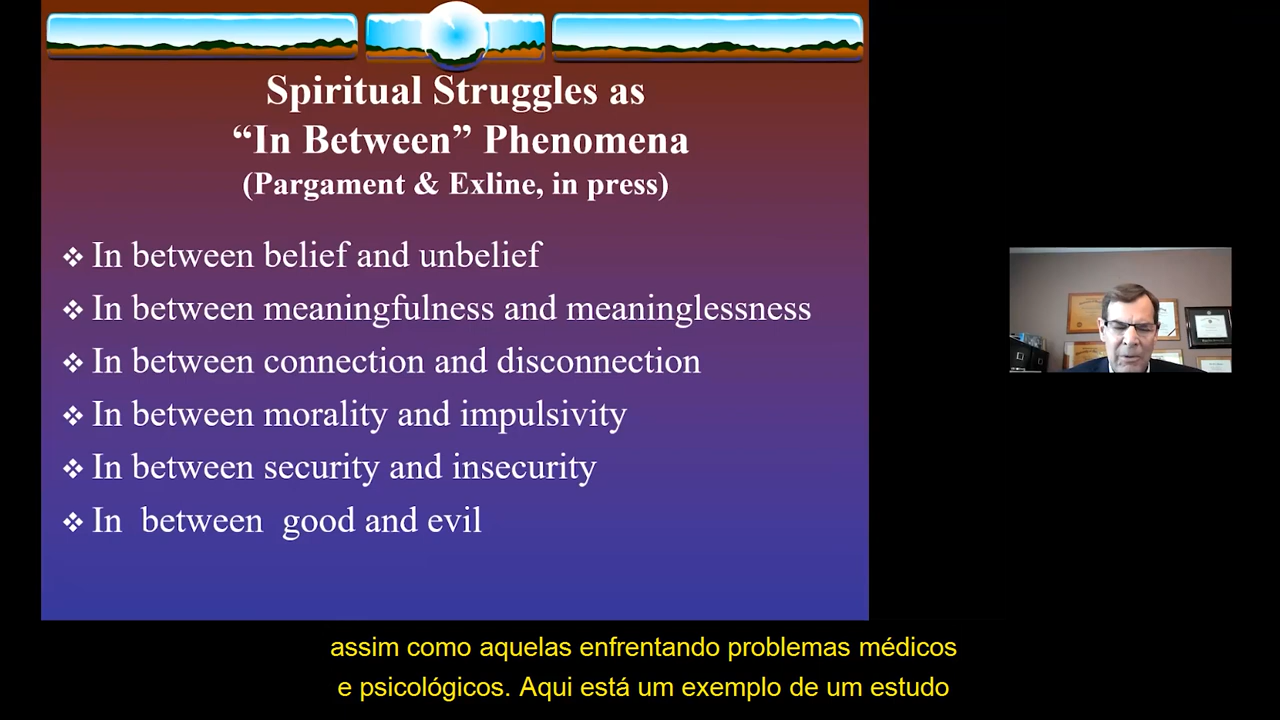 Spiritual Struggles as
“In Between” Phenomena
(Pargament & Exline, in press)
❖ In between belief and unbelief
❖ In between meaningfulness and meaninglessness
❖ In between connection and disconnection
❖ In between morality and impulsivity
❖ In between security and insecurity
❖ In between good and evil
assim como aquelas enfrentando problemas médicos
e psicológicos. Aqui está um exemplo de um estudo